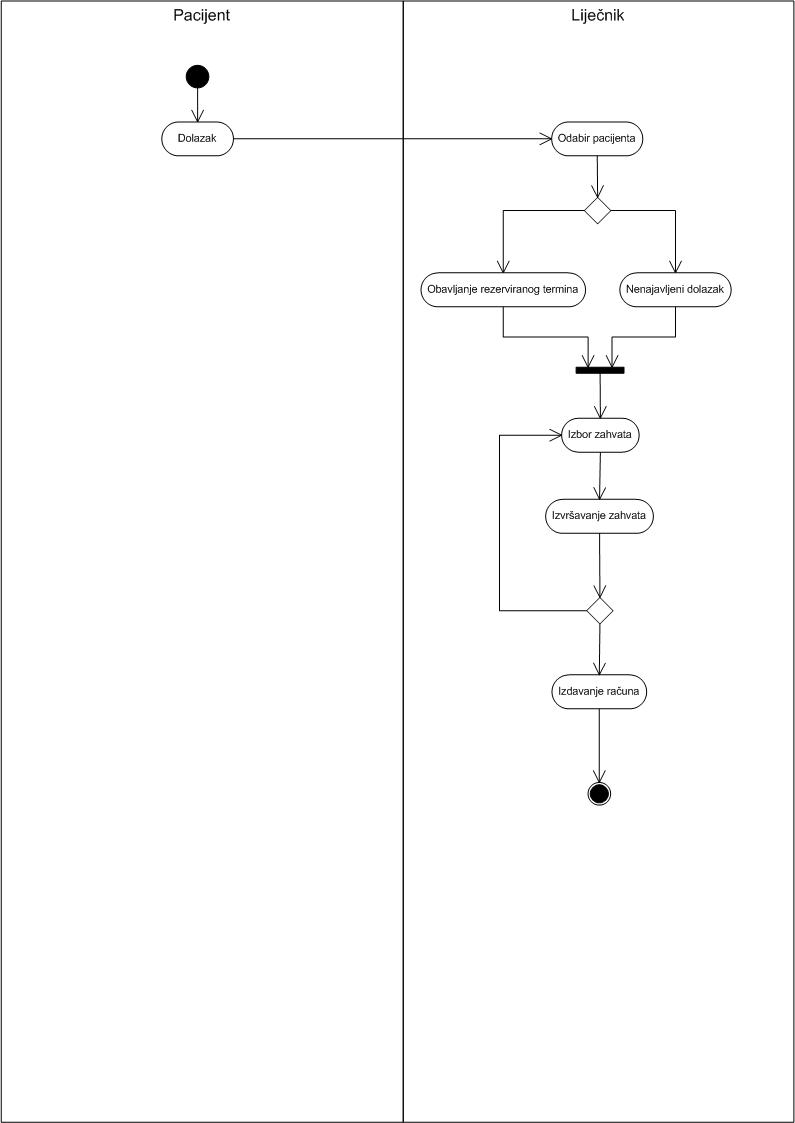 Pacijent
Liječnik
Dolazak
Odabir pacijenta
Obavljanje rezerviranog termina
Nenajavljeni dolazak
Izbor zahvata
Izvršavanje zahvata
Izdavanje računa